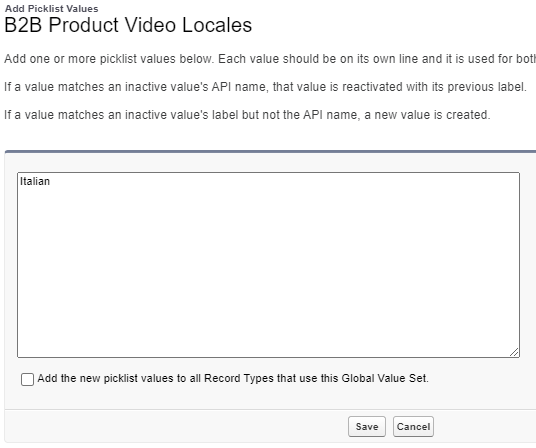 Add Picklist Values
B2B Product Video Locales
Add one or more picklist values below. Each value should be on its own line and it is used for
If a value matches an inactive value's API name, that value is reactivated with its previous label.
If a value matches an inactive value's label but not the API name, a new value is created.
Italian
Add the new picklist values to all Record Types that use this Global Value Set.
Save Cancel